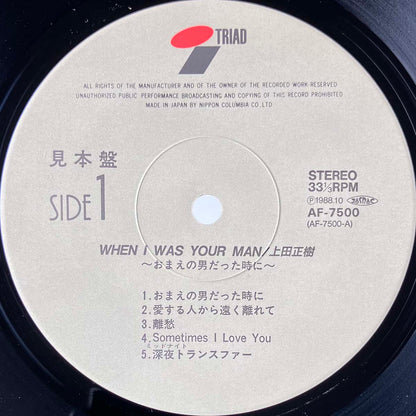 TRIAD
ALL RIGHTS OF THE MANUFACTURER AND OF THE OWNER OF THE RECORDED WORK RESERVED
UNAUTHORIZED PUBLIC PERFORMANCE BROADCASTING AND COPYING OF THIS RECORD PROHIBITED
MADE IN JAPAN BY NIPPON COLUMBIA CO.,LTD.
見本盤
SIDE 1
STEREO
33⅓RPM
Ⓟ1988.10
AF-7500
(AF-7500-A)
WHEN I WAS YOUR MAN/上田正樹
〜おまえの男だった時に〜
1.おまえの男だった時に
2.愛する人から遠く離れて
3.離愁
4.Sometimes I Love You
ミッドナイト
5.深夜トランスファー